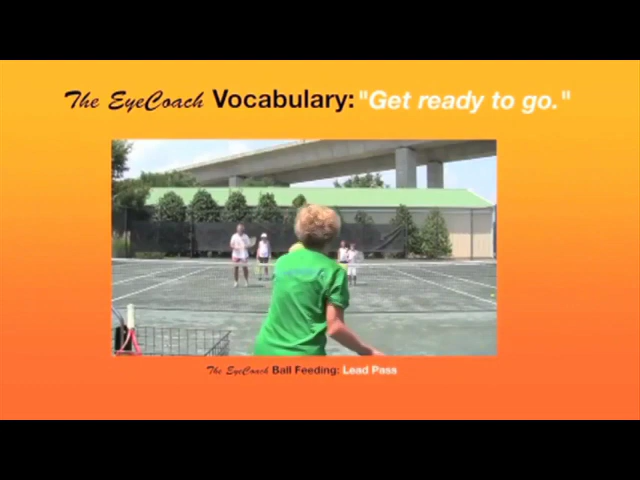 The EyeCoach Vocabulary: "Get ready to go."
The EyeCoach Ball Feeding: Lead Pass